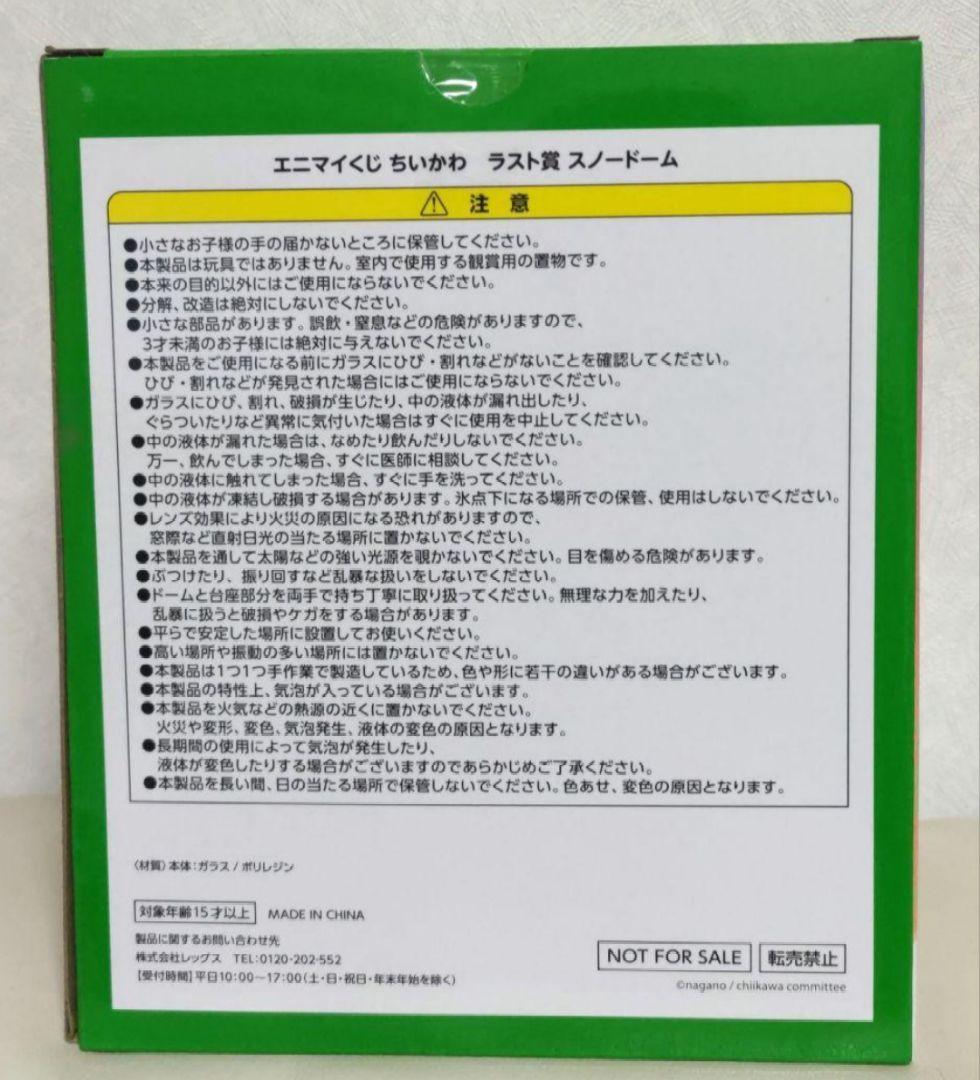 エニマイくじ ちいかわ　ラスト賞 スノードーム
注 意
●小さなお子様の手の届かないところに保管してください。
●本製品は玩具ではありません。室内で使用する観賞用の置物です。
●本来の目的以外にはご使用にならないでください。
●分解、改造は絶対にしないでください。
●小さな部品があります。誤飲・窒息などの危険がありますので、
3才未満のお子様には絶対に与えないでください。
●本製品をご使用になる前にガラスにひび・割れなどがないことを確認してください。
ひび・割れなどが発見された場合にはご使用にならないでください。
●ガラスにひび、割れ、破損が生じたり、中の液体が漏れ出したり、
ぐらついたりなど異常に気付いた場合はすぐに使用を中止してください。
●中の液体が漏れた場合は、なめたり飲んだりしないでください。
万一、飲んでしまった場合、すぐに医師に相談してください。
●中の液体に触れてしまった場合、すぐに手を洗ってください。
●中の液体が凍結し破損する場合があります。氷点下になる場所での保管、使用はしないでください。
●レンズ効果により火災の原因になる恐れがありますので、
窓際など直射日光の当たる場所に置かないでください。
●本製品を通して太陽などの強い光源を覗かないでください。目を傷める危険があります。
●ぶつけたり、振り回すなど乱暴な扱いをしないでください。
●ドームと台座部分を両手で持ち丁寧に取り扱ってください。無理な力を加えたり、
乱暴に扱うと破損やケガをする場合があります。
●平らで安定した場所に設置してお使いください。
●高い場所や振動の多い場所には置かないでください。
●本製品は1つ1つ手作業で製造しているため、色や形に若干の違いがある場合がございます。
●本製品の特性上、気泡が入っている場合がございます。
●本製品を火気などの熱源の近くに置かないでください。
火災や変形、変色、気泡発生、液体の変色の原因となります。
●長期間の使用によって気泡が発生したり、
液体が変色したりする場合がございますのであらかじめご了承ください。
●本製品を長い間、日の当たる場所で保管しないでください。色あせ、変色の原因となります。
〈材質〉本体：ガラス / ポリレジン
対象年齢15才以上 MADE IN CHINA
製品に関するお問い合わせ先
株式会社レッグス　TEL:0120-202-552
【受付時間】平日10:00～17:00（土・日・祝日・年末年始を除く）
NOT FOR SALE 転売禁止
©nagano / chiikawa committee